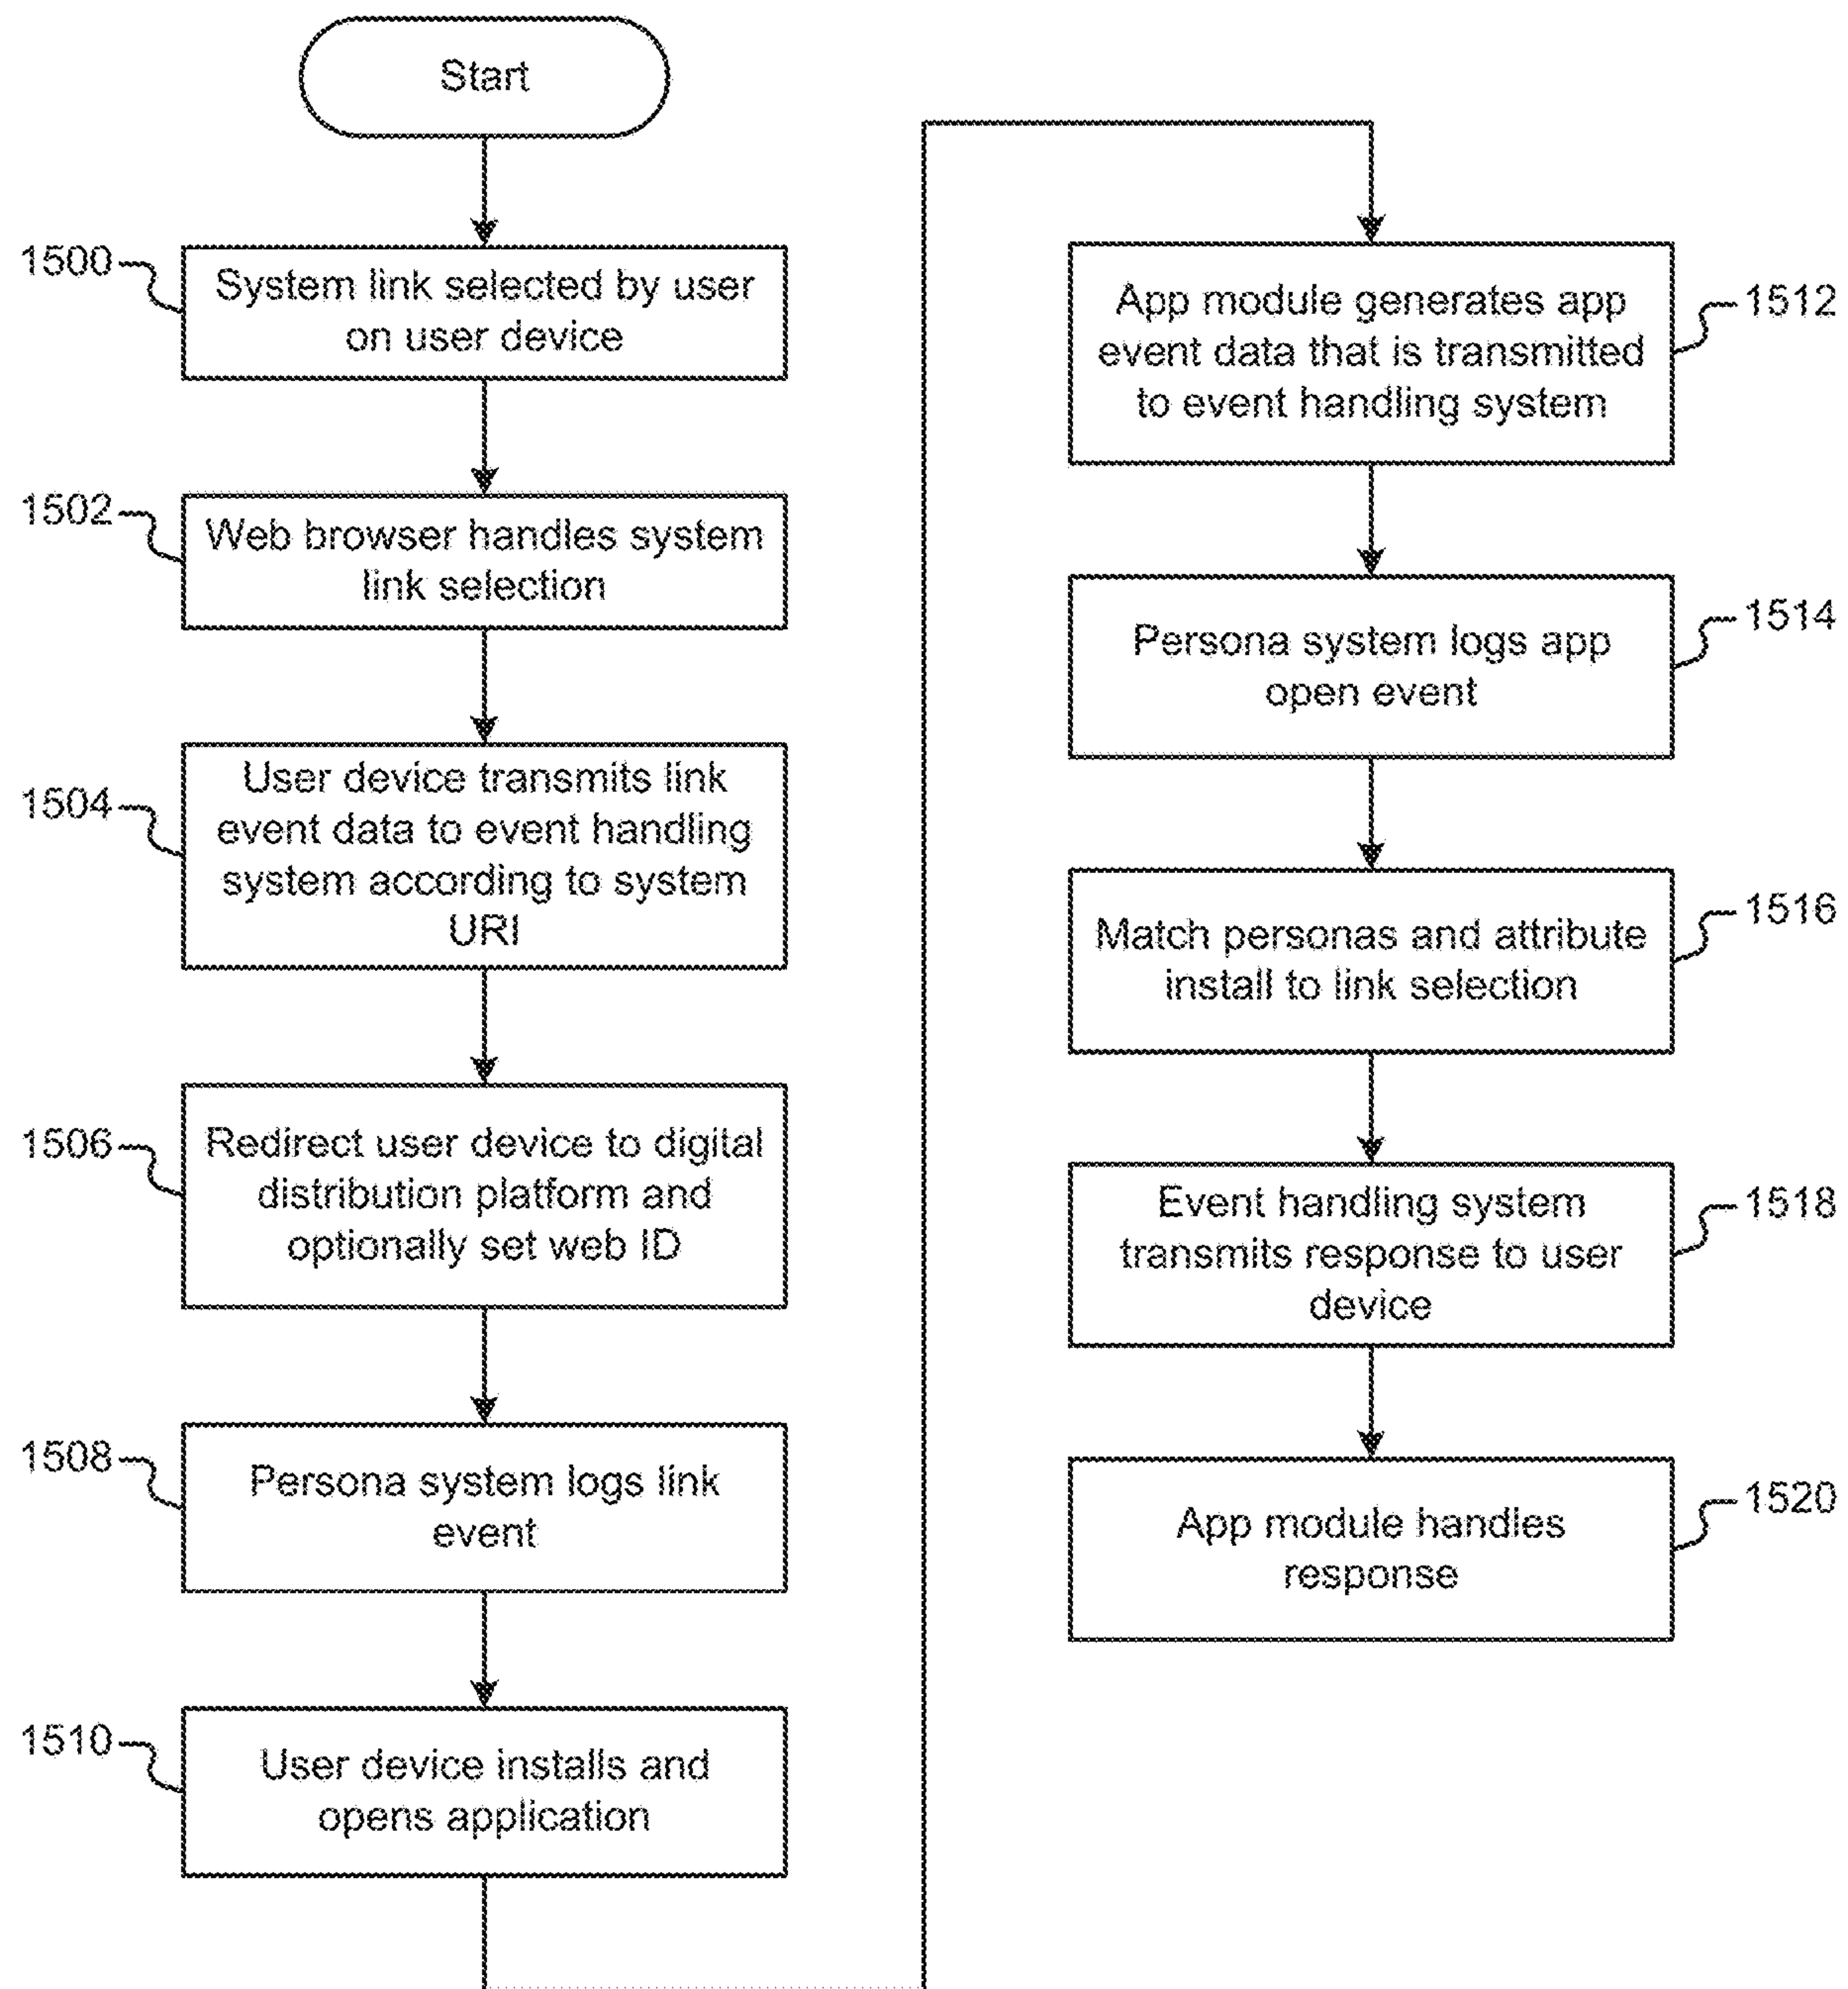 Start
1500
System link selected by user
on user device
1502
Web browser handles system
link selection
1504
User device transmits link
event data to event handling
system according to system
URI
1506
Redirect user device to digital
distribution platform and
optionally set web ID
1508
Persona system logs link
event
1510
User device installs and
opens application
1512
App module generates app
event data that is transmitted
to event handling system
1514
Persona system logs app
open event
1516
Match personas and attribute
install to link selection
1518
Event handling system
transmits response to user
device
1520
App module handles
response